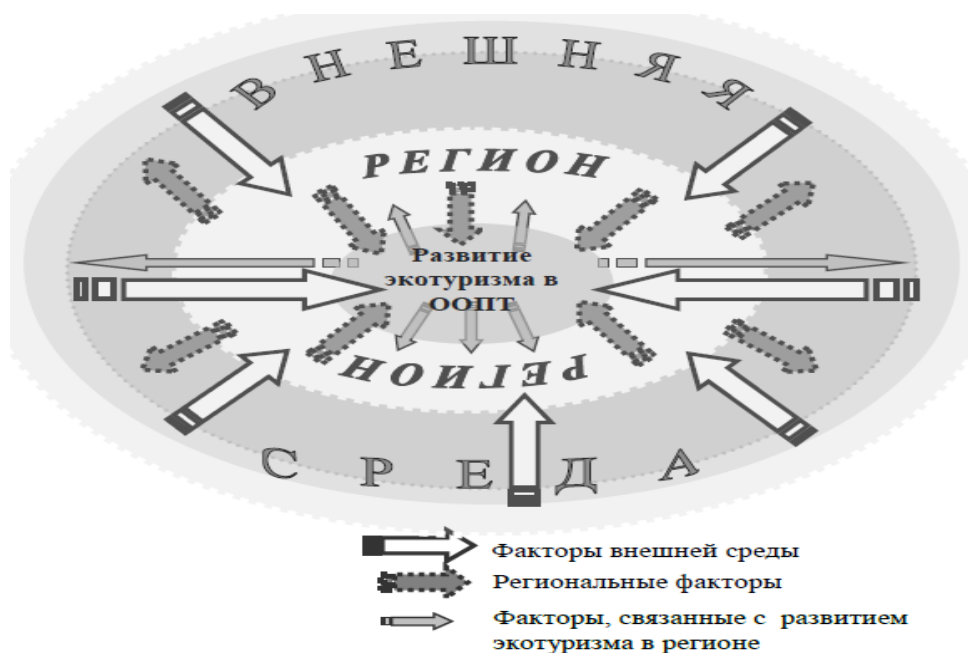 ВНЕШНЯЯ
РЕГИОН
Развитие
экотуризма в
ООПТ
РЕГИОН
СРЕДА
Факторы внешней среды
Региональные факторы
Факторы, связанные с развитием
экотуризма в регионе